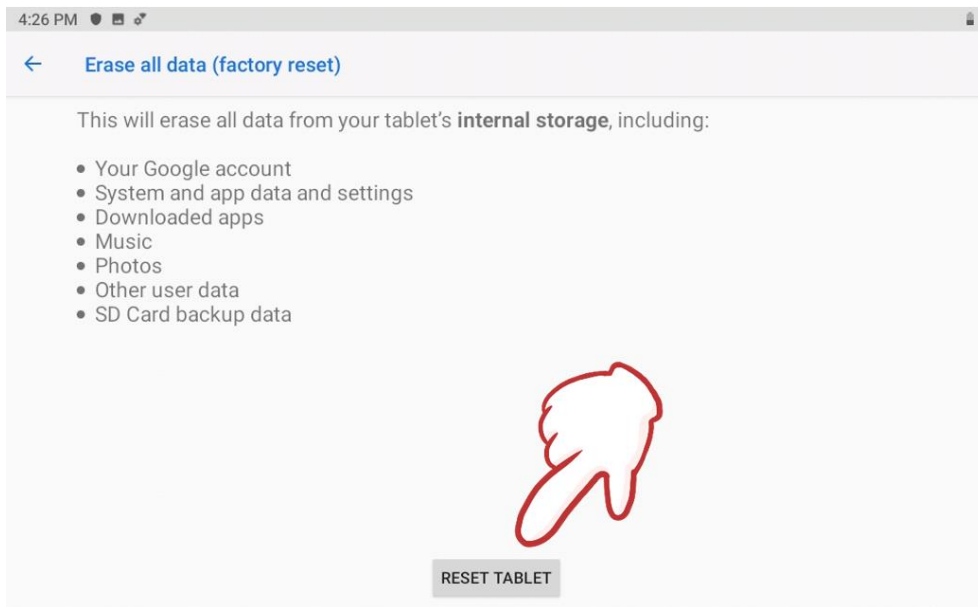 4:26 PM
Erase all data (factory reset)
This will erase all data from your tablet's internal storage, including:
• Your Google account
• System and app data and settings
• Downloaded apps
• Music
• Photos
• Other user data
• SD Card backup data
RESET TABLET